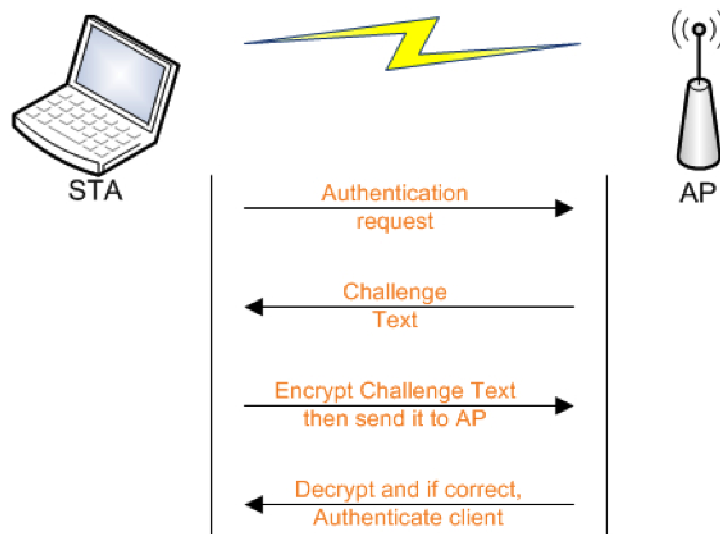 STA
AP
Authentication
request
Challenge
Text
Encrypt Challenge Text
then send it to AP
Decrypt and if correct,
Authenticate client